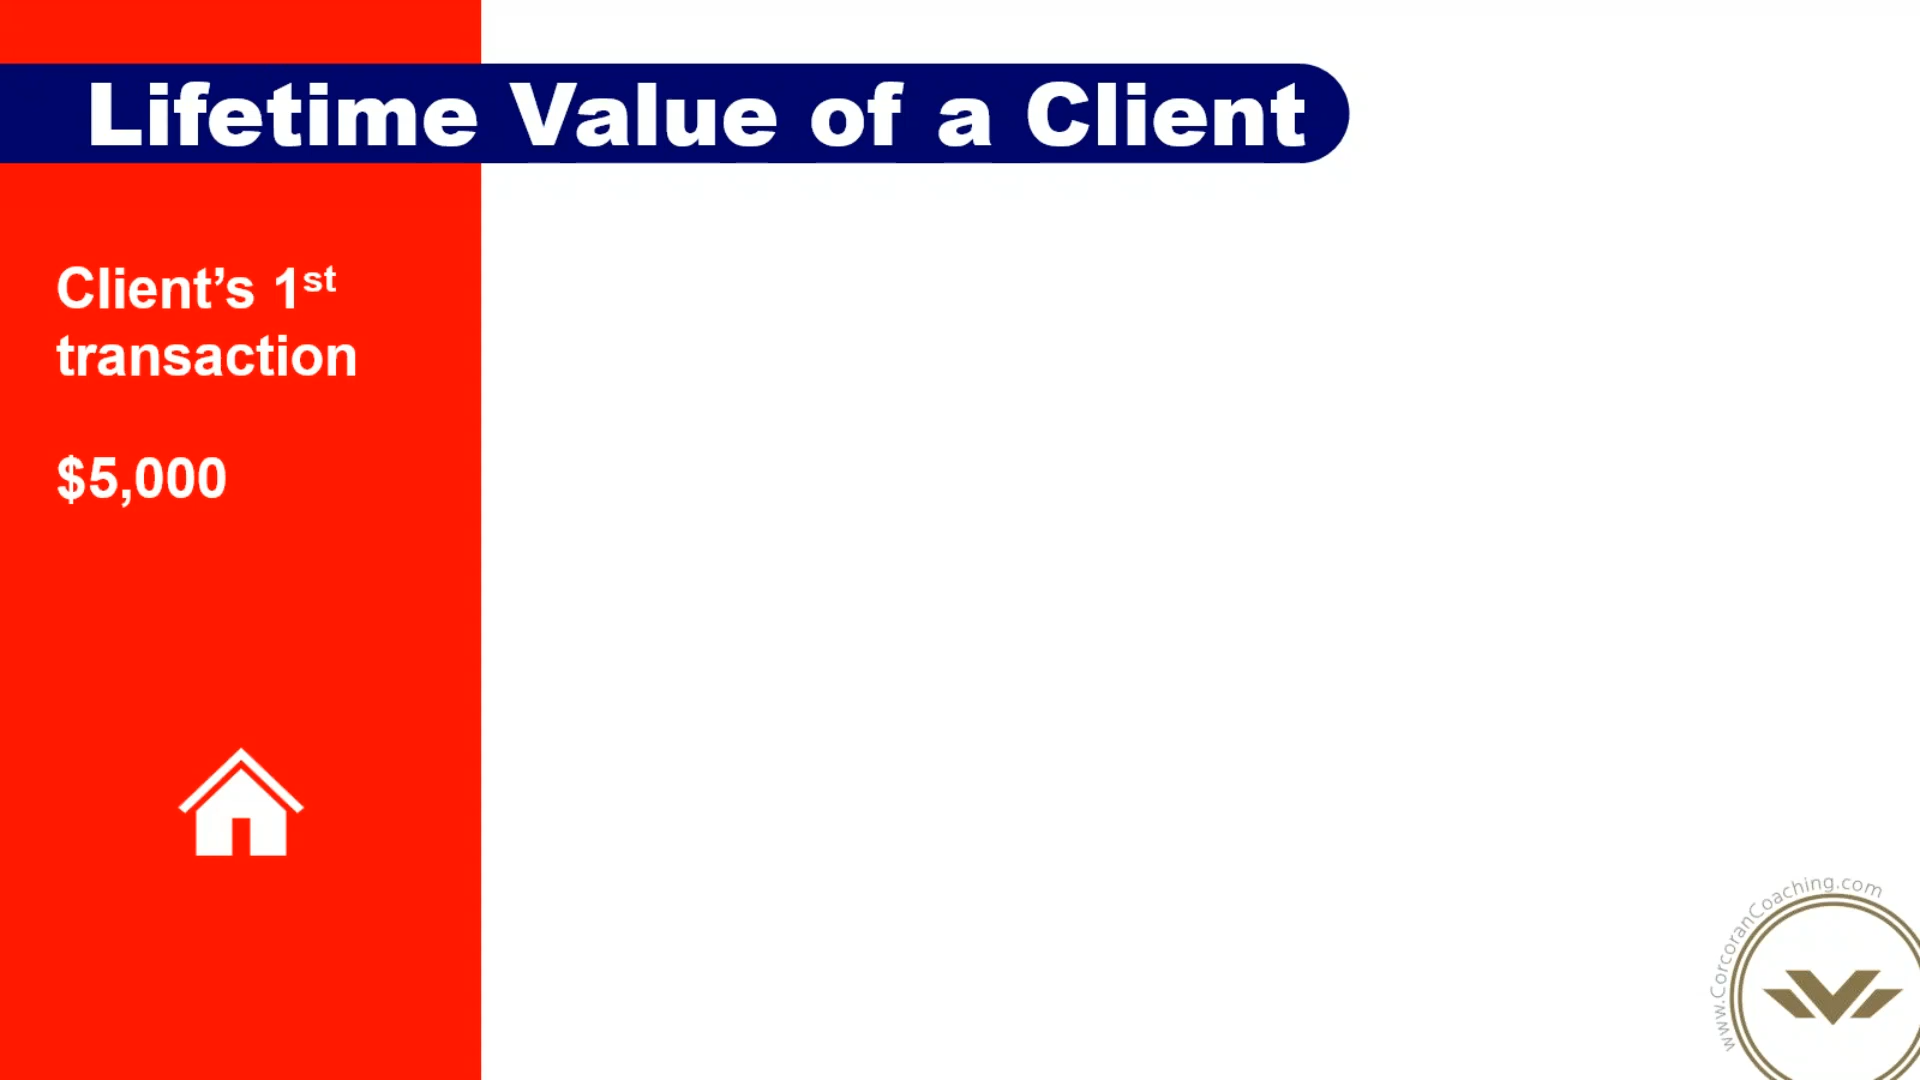 Lifetime Value of a Client
Client’s 1st
transaction
$5,000
www.CorcoranCoaching.com